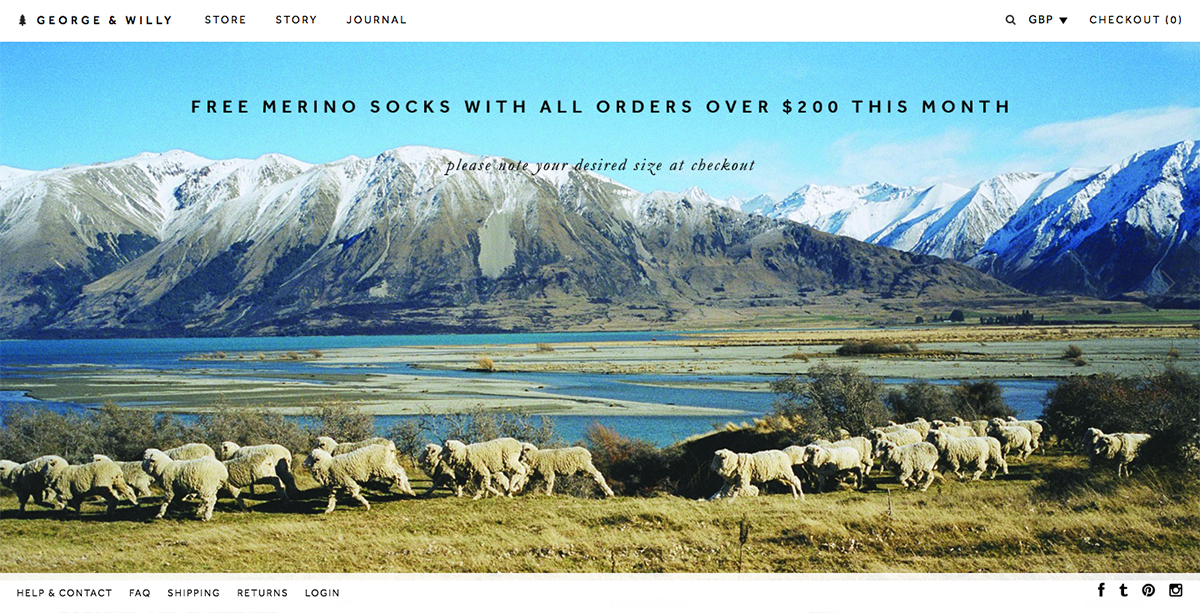 GEORGE & WILLY STORE STORY JOURNAL GBP CHECKOUT (0)
FREE MERINO SOCKS WITH ALL ORDERS OVER $200 THIS MONTH
please note your desired size at checkout
HELP & CONTACT FAQ SHIPPING RETURNS LOGIN